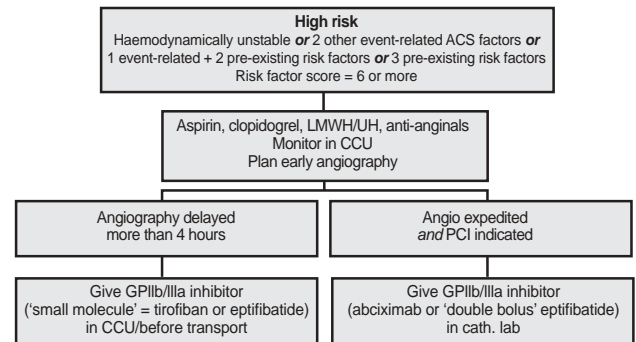 High risk
Haemodynamically unstable or 2 other event-related ACS factors or
1 event-related + 2 pre-existing risk factors or 3 pre-existing risk factors
Risk factor score = 6 or more
Aspirin, clopidogrel, LMWH/UH, anti-anginals
Monitor in CCU
Plan early angiography
Angiography delayed
more than 4 hours
Angio expedited
and PCI indicated
Give GPIIb/IIIa inhibitor
('small molecule' = tirofiban or eptifibatide)
in CCU/before transport
Give GPIIb/IIIa inhibitor
(abciximab or 'double bolus' eptifibatide)
in cath. lab